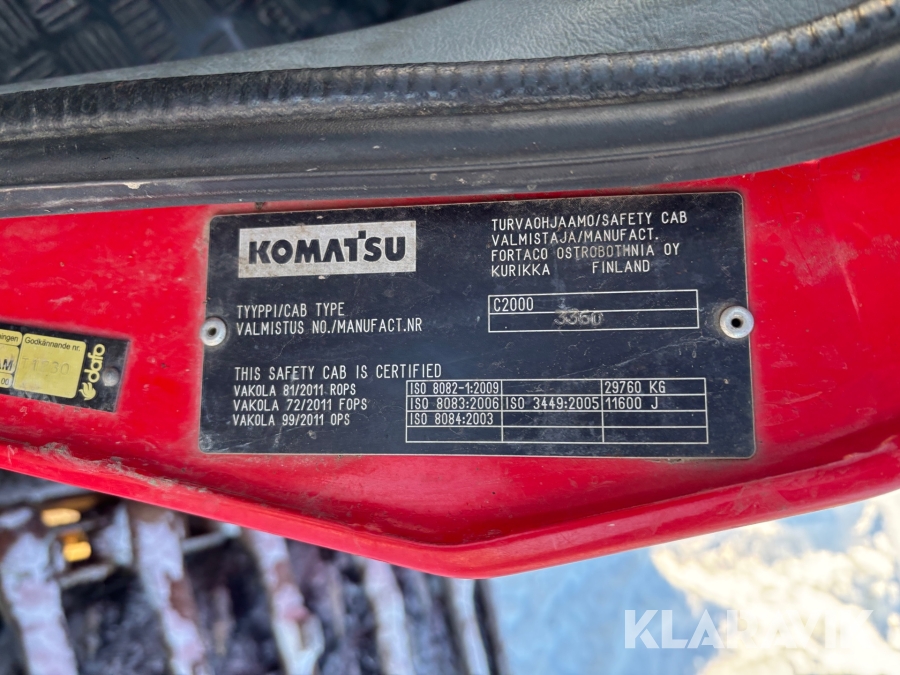 KOMATSU
TURVAOHJAAMO/SAFETY CAB
VALMISTAJA/MANUFACT.
FORTACO OSTROBOTHNIA OY
KURIKKA FINLAND
TYYPPI/CAB TYPE C2000
VALMISTUS NO./MANUFACT.NR 3360
THIS SAFETY CAB IS CERTIFIED
VAKOLA 81/2011 ROPS ISO 8082-1:2009 29760 KG
VAKOLA 72/2011 FOPS ISO 8083:2006 ISO 3449:2005 11600 J
VAKOLA 99/2011 OPS ISO 8084:2003
Godkännande nr.
dafo
KLARAVIK